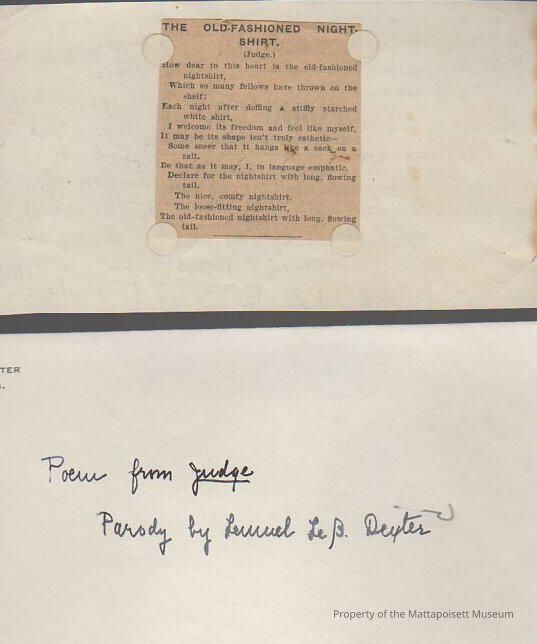 THE OLD-FASHIONED NIGHT-
SHIRT.
(Judge.)
How dear to this heart is the old-fashioned
nightshirt,
Which so many fellows have thrown on the
shelf;
Each night after doffing a stiffly starched
white shirt,
I welcome its freedom and feel like myself.
It may be its shape isn't truly esthetic—
Some sneer that it hangs like a sack on a
rail.
Be that as it may, I, in language emphatic,
Declare for the nightshirt with long, flowing
tail.
The nice, comfy nightshirt,
The loose-fitting nightshirt,
The old-fashioned nightshirt with long, flowing
tail.
TER
S.
Poem from Judge
Parody by Lemuel Le B. Dexter
Property of the Mattapoisett Museum